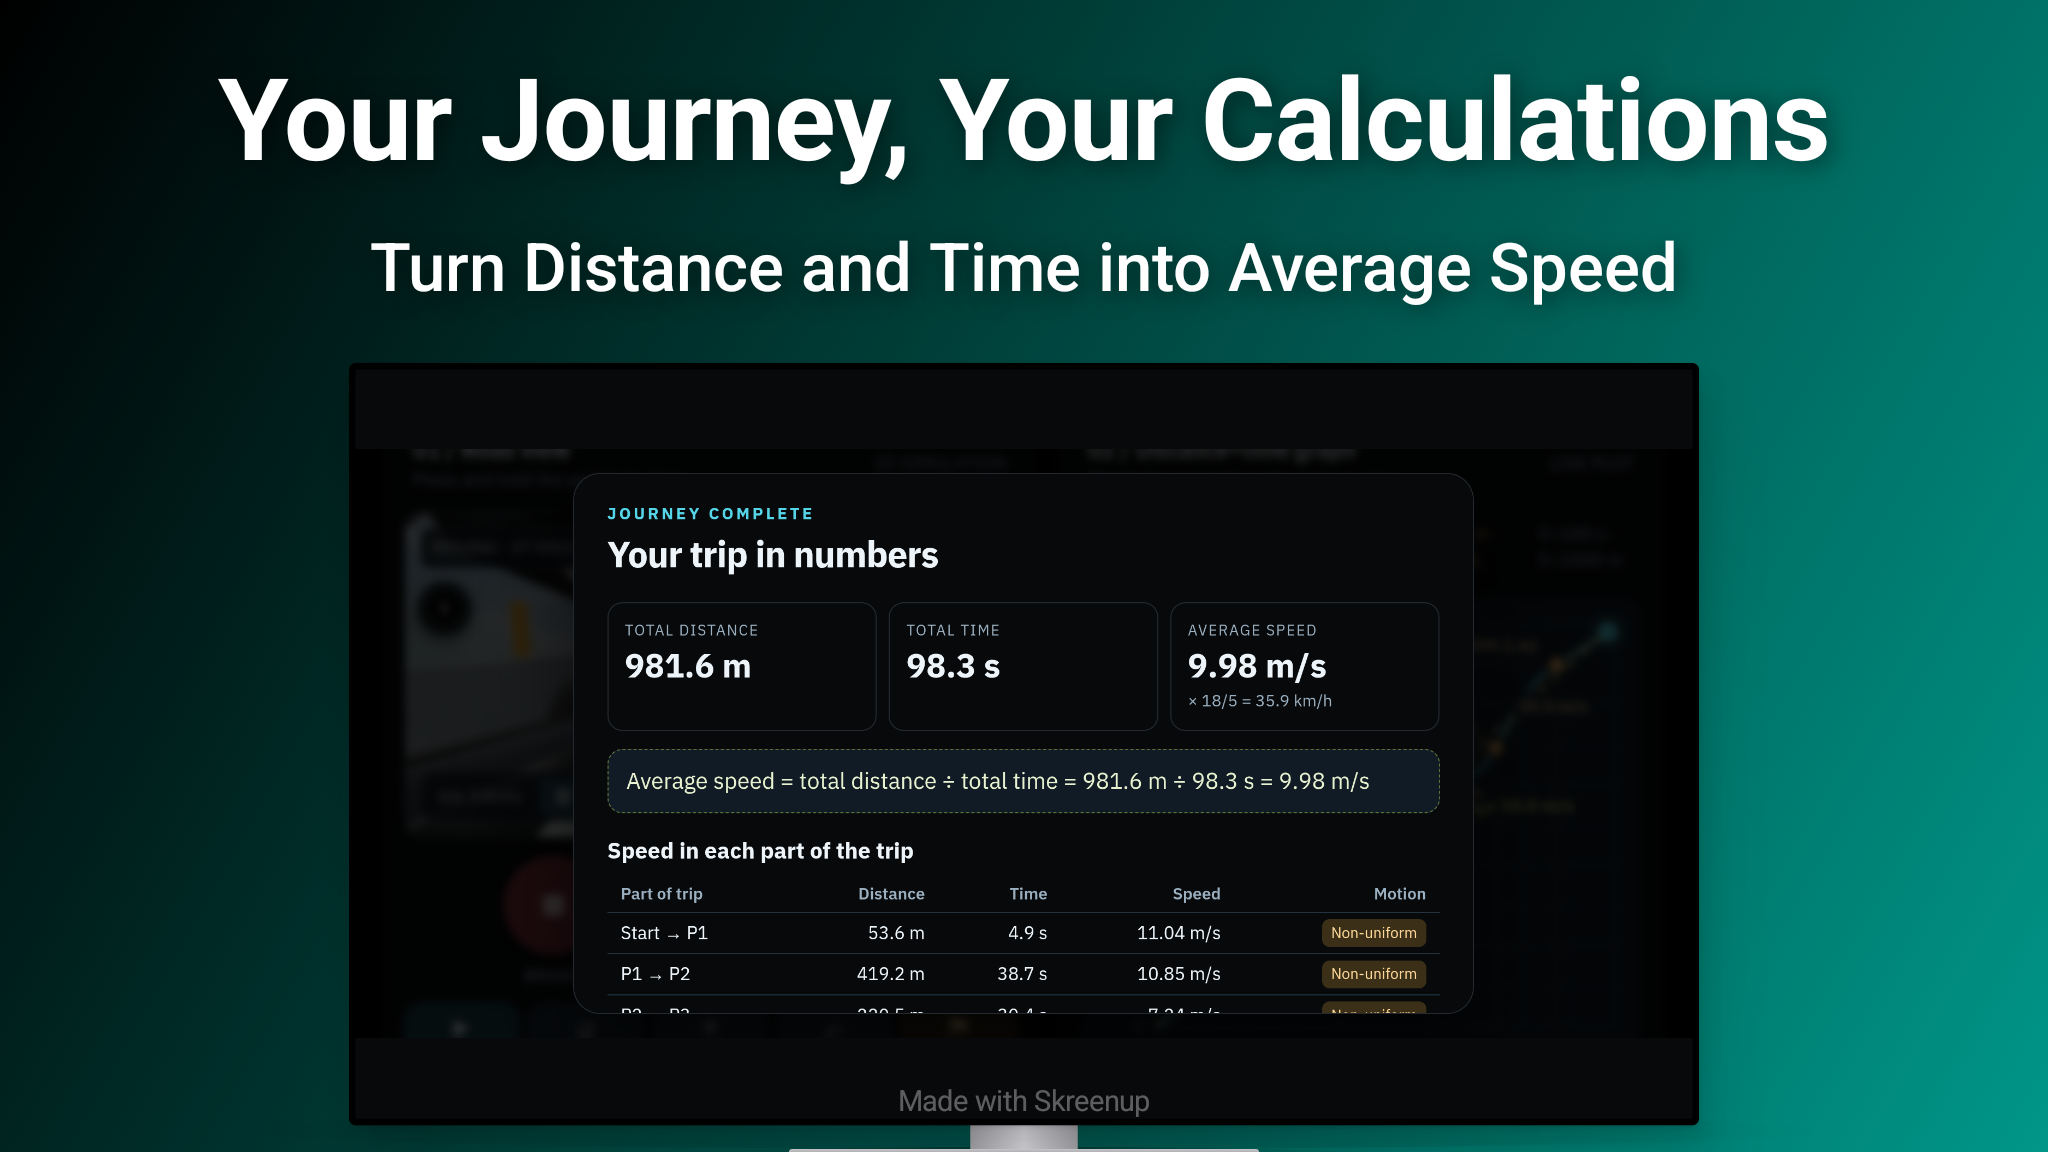 Your Journey, Your Calculations
Turn Distance and Time into Average Speed
JOURNEY COMPLETE
Your trip in numbers
TOTAL DISTANCE
981.6 m
TOTAL TIME
98.3 s
AVERAGE SPEED
9.98 m/s
× 18/5 = 35.9 km/h
Average speed = total distance ÷ total time = 981.6 m ÷ 98.3 s = 9.98 m/s
Speed in each part of the trip
Part of trip Distance Time Speed Motion
Start → P1 53.6 m 4.9 s 11.04 m/s Non-uniform
P1 → P2 419.2 m 38.7 s 10.85 m/s Non-uniform
Made with Skreenup